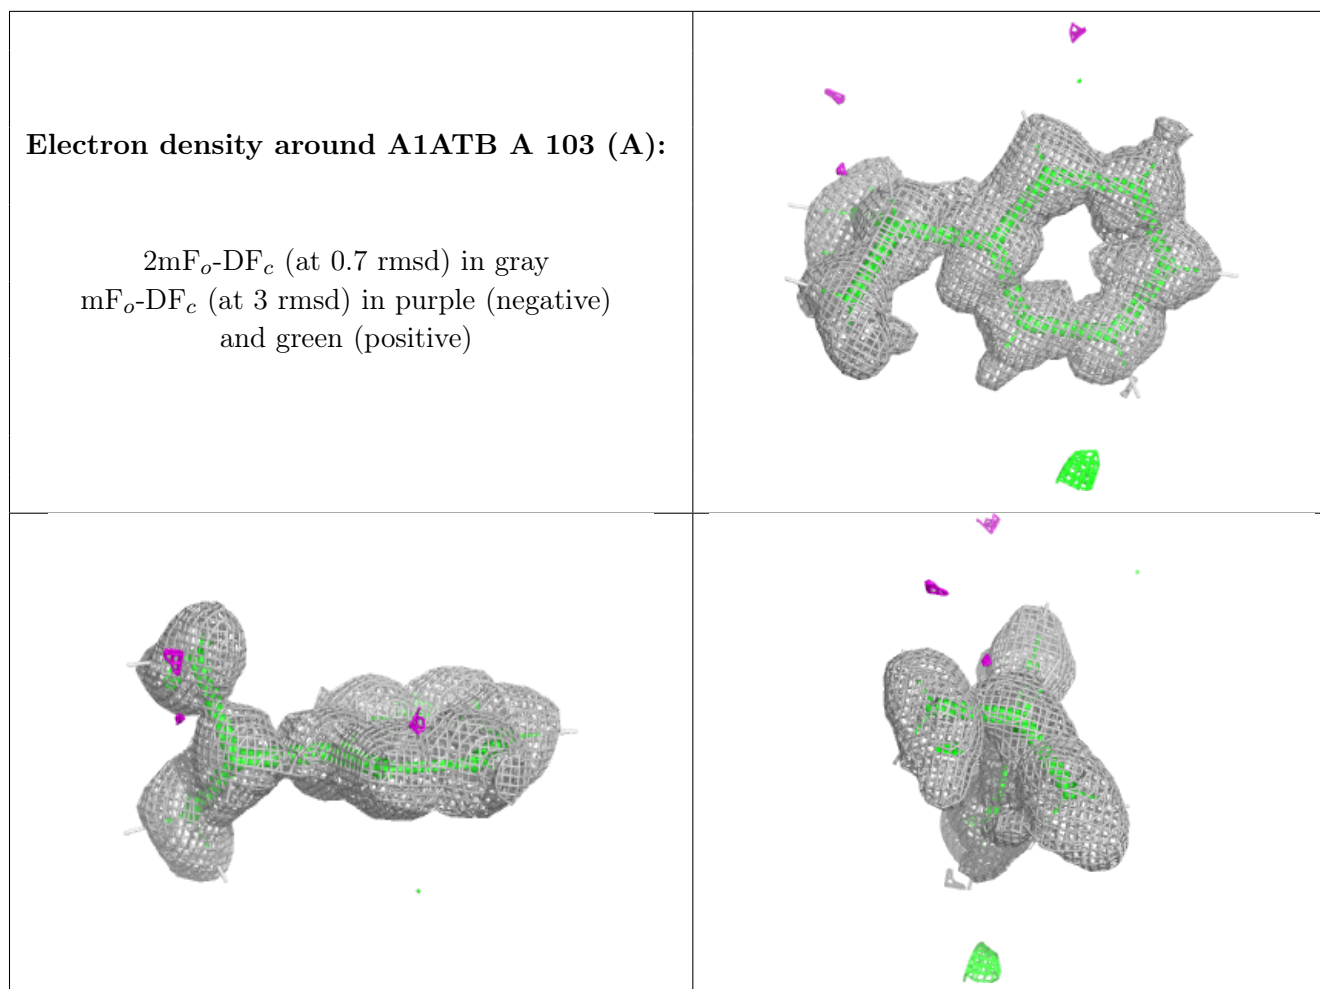 Electron density around A1ATB A 103 (A):
2mFo-DFc (at 0.7 rmsd) in gray
mFo-DFc (at 3 rmsd) in purple (negative)
and green (positive)